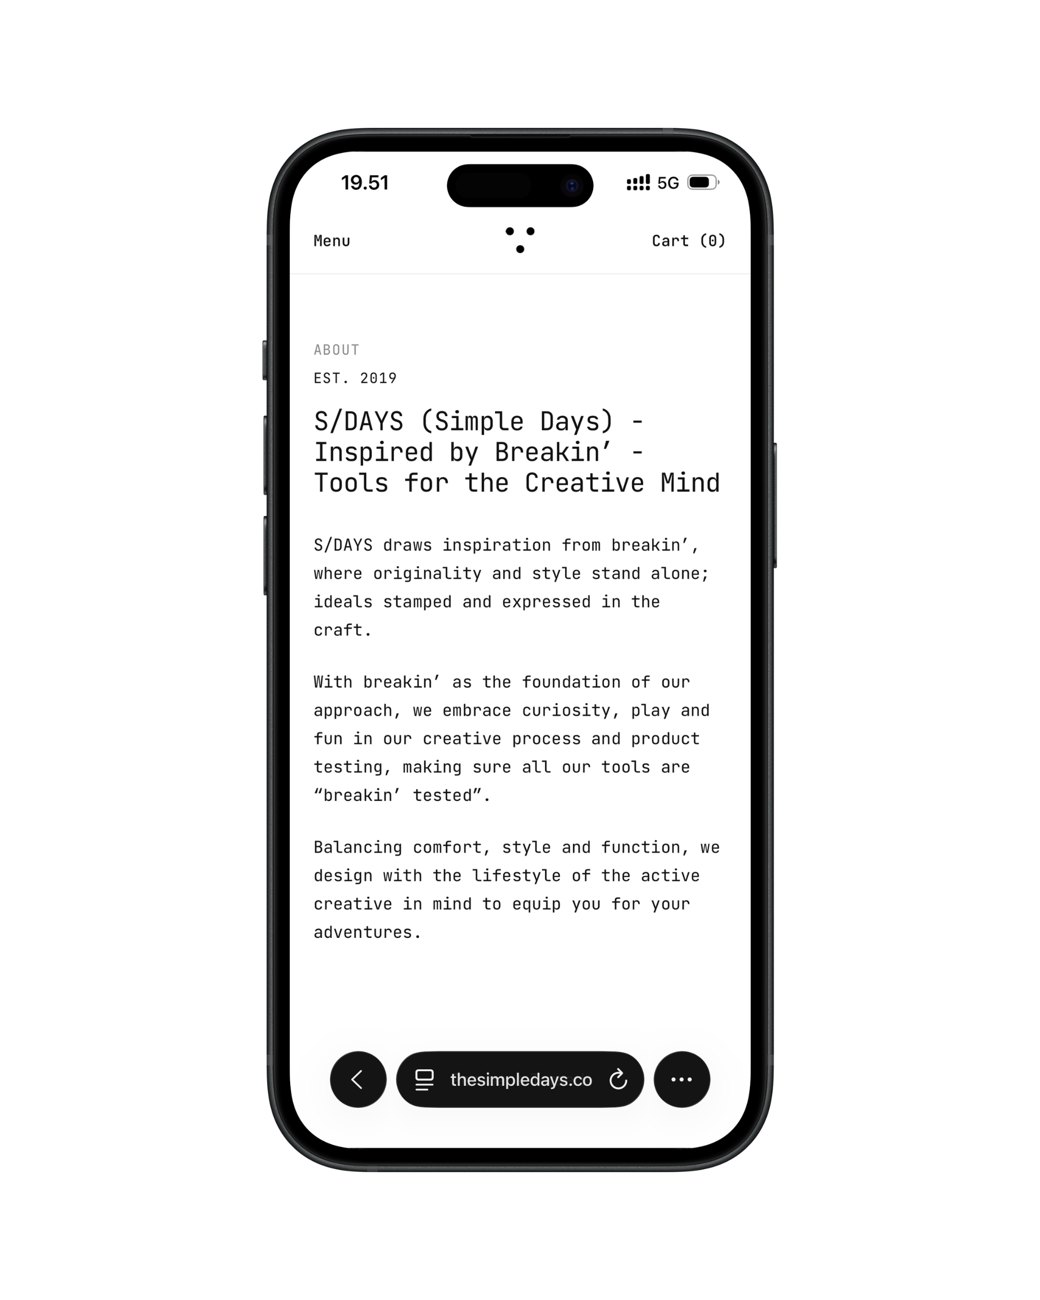 19.51
5G
Menu
Cart (0)
ABOUT
EST. 2019
S/DAYS (Simple Days) -
Inspired by Breakin’ -
Tools for the Creative Mind
S/DAYS draws inspiration from breakin’,
where originality and style stand alone;
ideals stamped and expressed in the
craft.
With breakin’ as the foundation of our
approach, we embrace curiosity, play and
fun in our creative process and product
testing, making sure all our tools are
“breakin’ tested”.
Balancing comfort, style and function, we
design with the lifestyle of the active
creative in mind to equip you for your
adventures.
thesimpledays.co